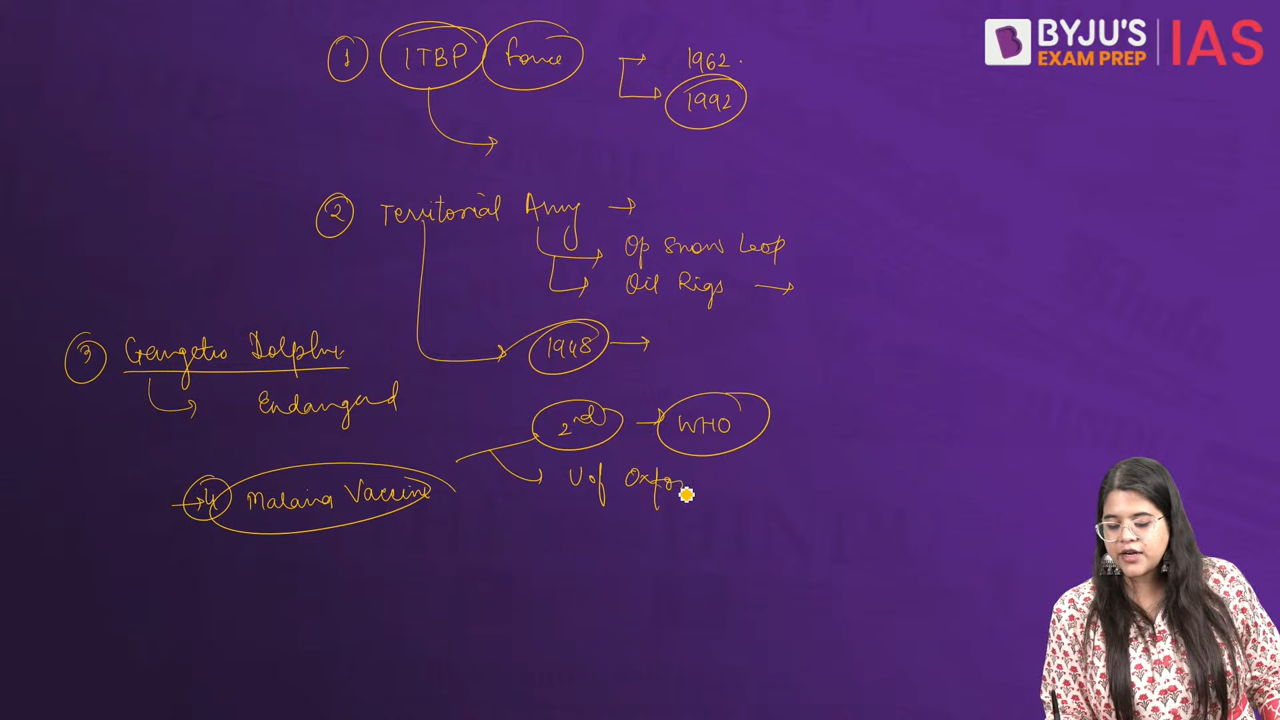 BYJU'S
EXAM PREP
IAS
1 ITBP Force → 1962.
→ 1992
2 Territorial Army →
→ Op Snow Leop
→ Oil Rigs →
→ 1948 →
3 Gangetic Dolphin
→ Endangered
2nd → WHO
→ 4 Malaria Vaccine
→ U of Oxfor